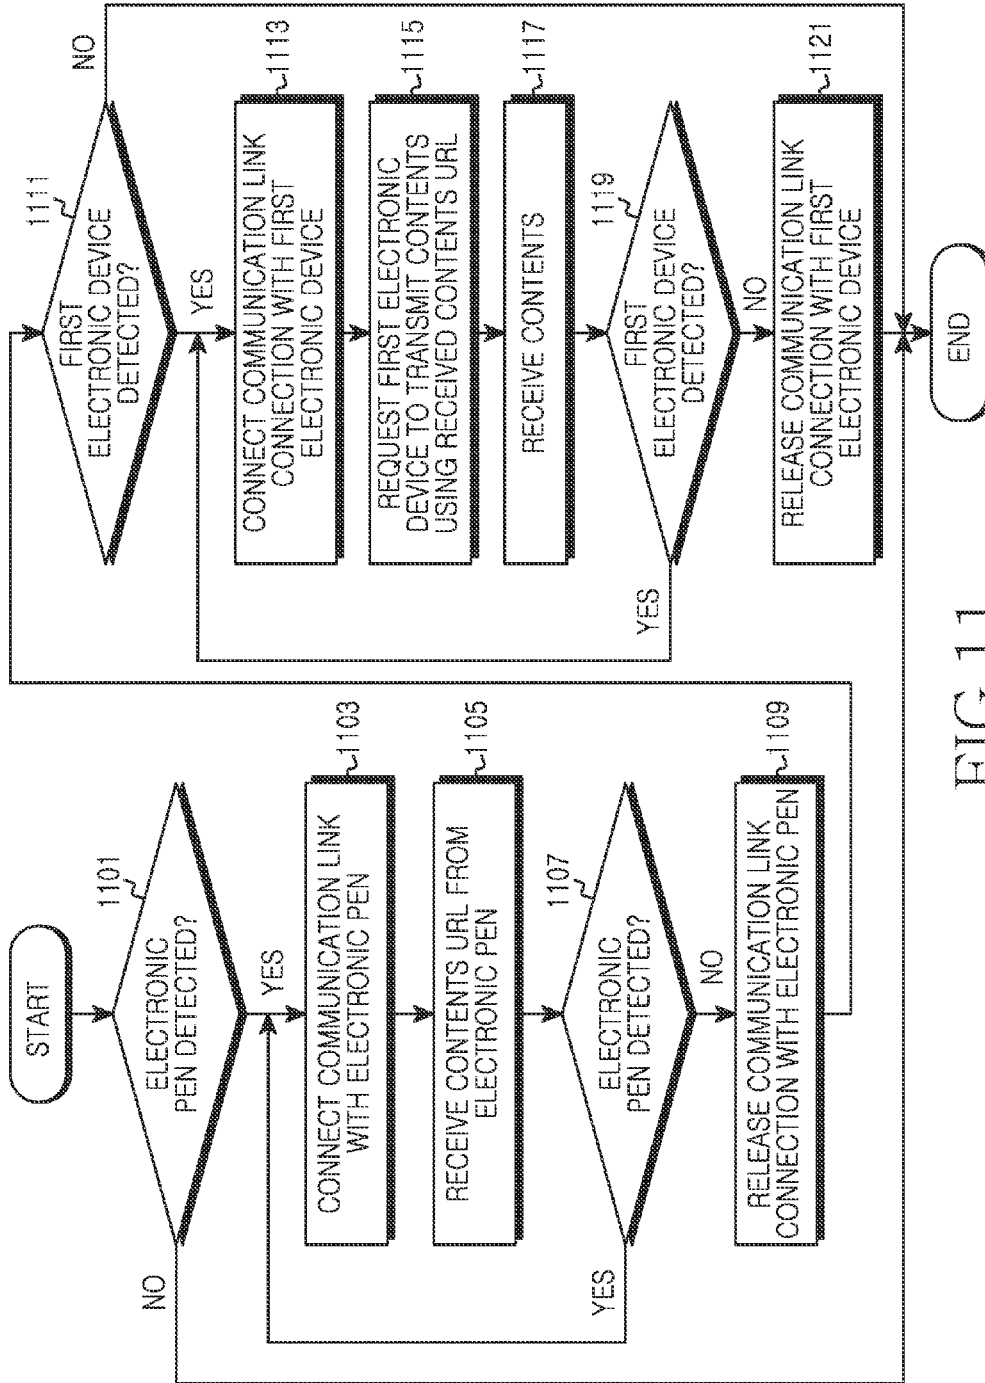 START
1101
ELECTRONIC
PEN DETECTED?
NO
YES
1103
CONNECT COMMUNICATION LINK
WITH ELECTRONIC PEN
1105
RECEIVE CONTENTS URL FROM
ELECTRONIC PEN
1107
ELECTRONIC
PEN DETECTED?
YES
NO
1109
RELEASE COMMUNICATION LINK
CONNECTION WITH ELECTRONIC PEN
1111
FIRST
ELECTRONIC DEVICE
DETECTED?
NO
YES
1113
CONNECT COMMUNICATION LINK
CONNECTION WITH FIRST
ELECTRONIC DEVICE
1115
REQUEST FIRST ELECTRONIC
DEVICE TO TRANSMIT CONTENTS
USING RECEIVED CONTENTS URL
1117
RECEIVE CONTENTS
1119
FIRST
ELECTRONIC DEVICE
DETECTED?
YES
NO
1121
RELEASE COMMUNICATION LINK
CONNECTION WITH FIRST
ELECTRONIC DEVICE
END
FIG.11